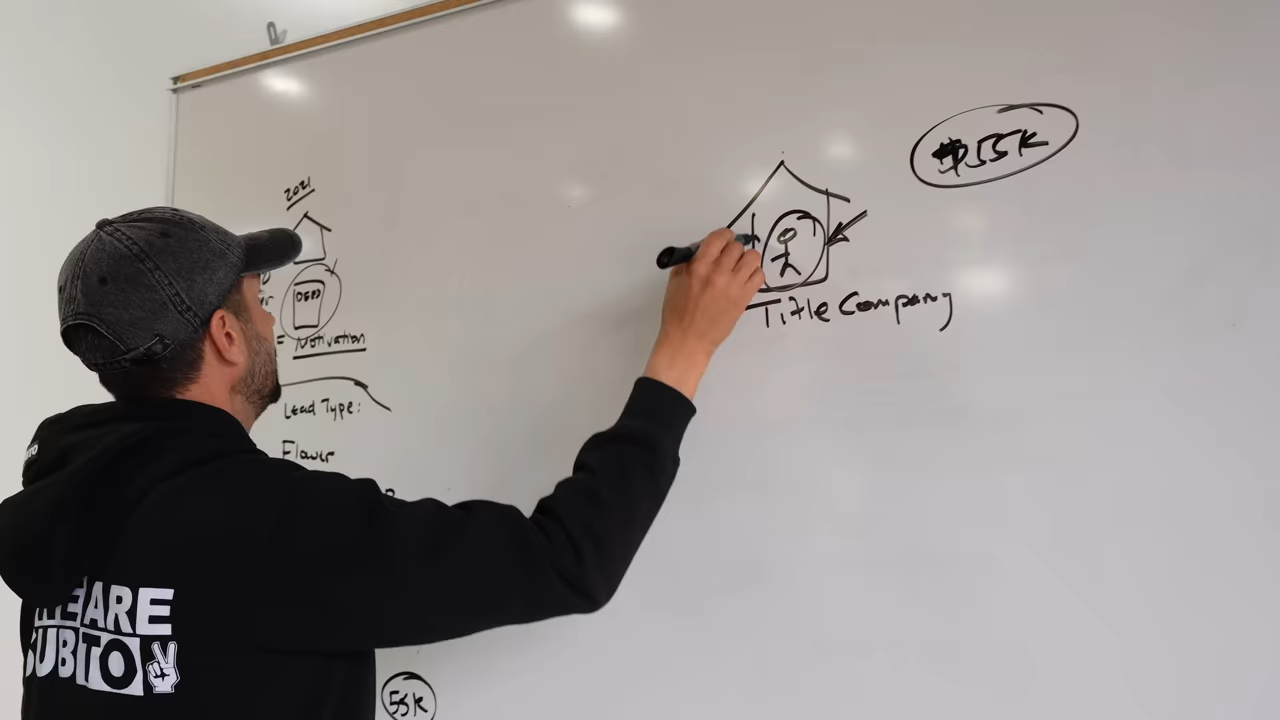 2021
DEED
= Motivation
Lead Type:
Flower
$55K
Title Company
55K
WE ARE
SUBTO